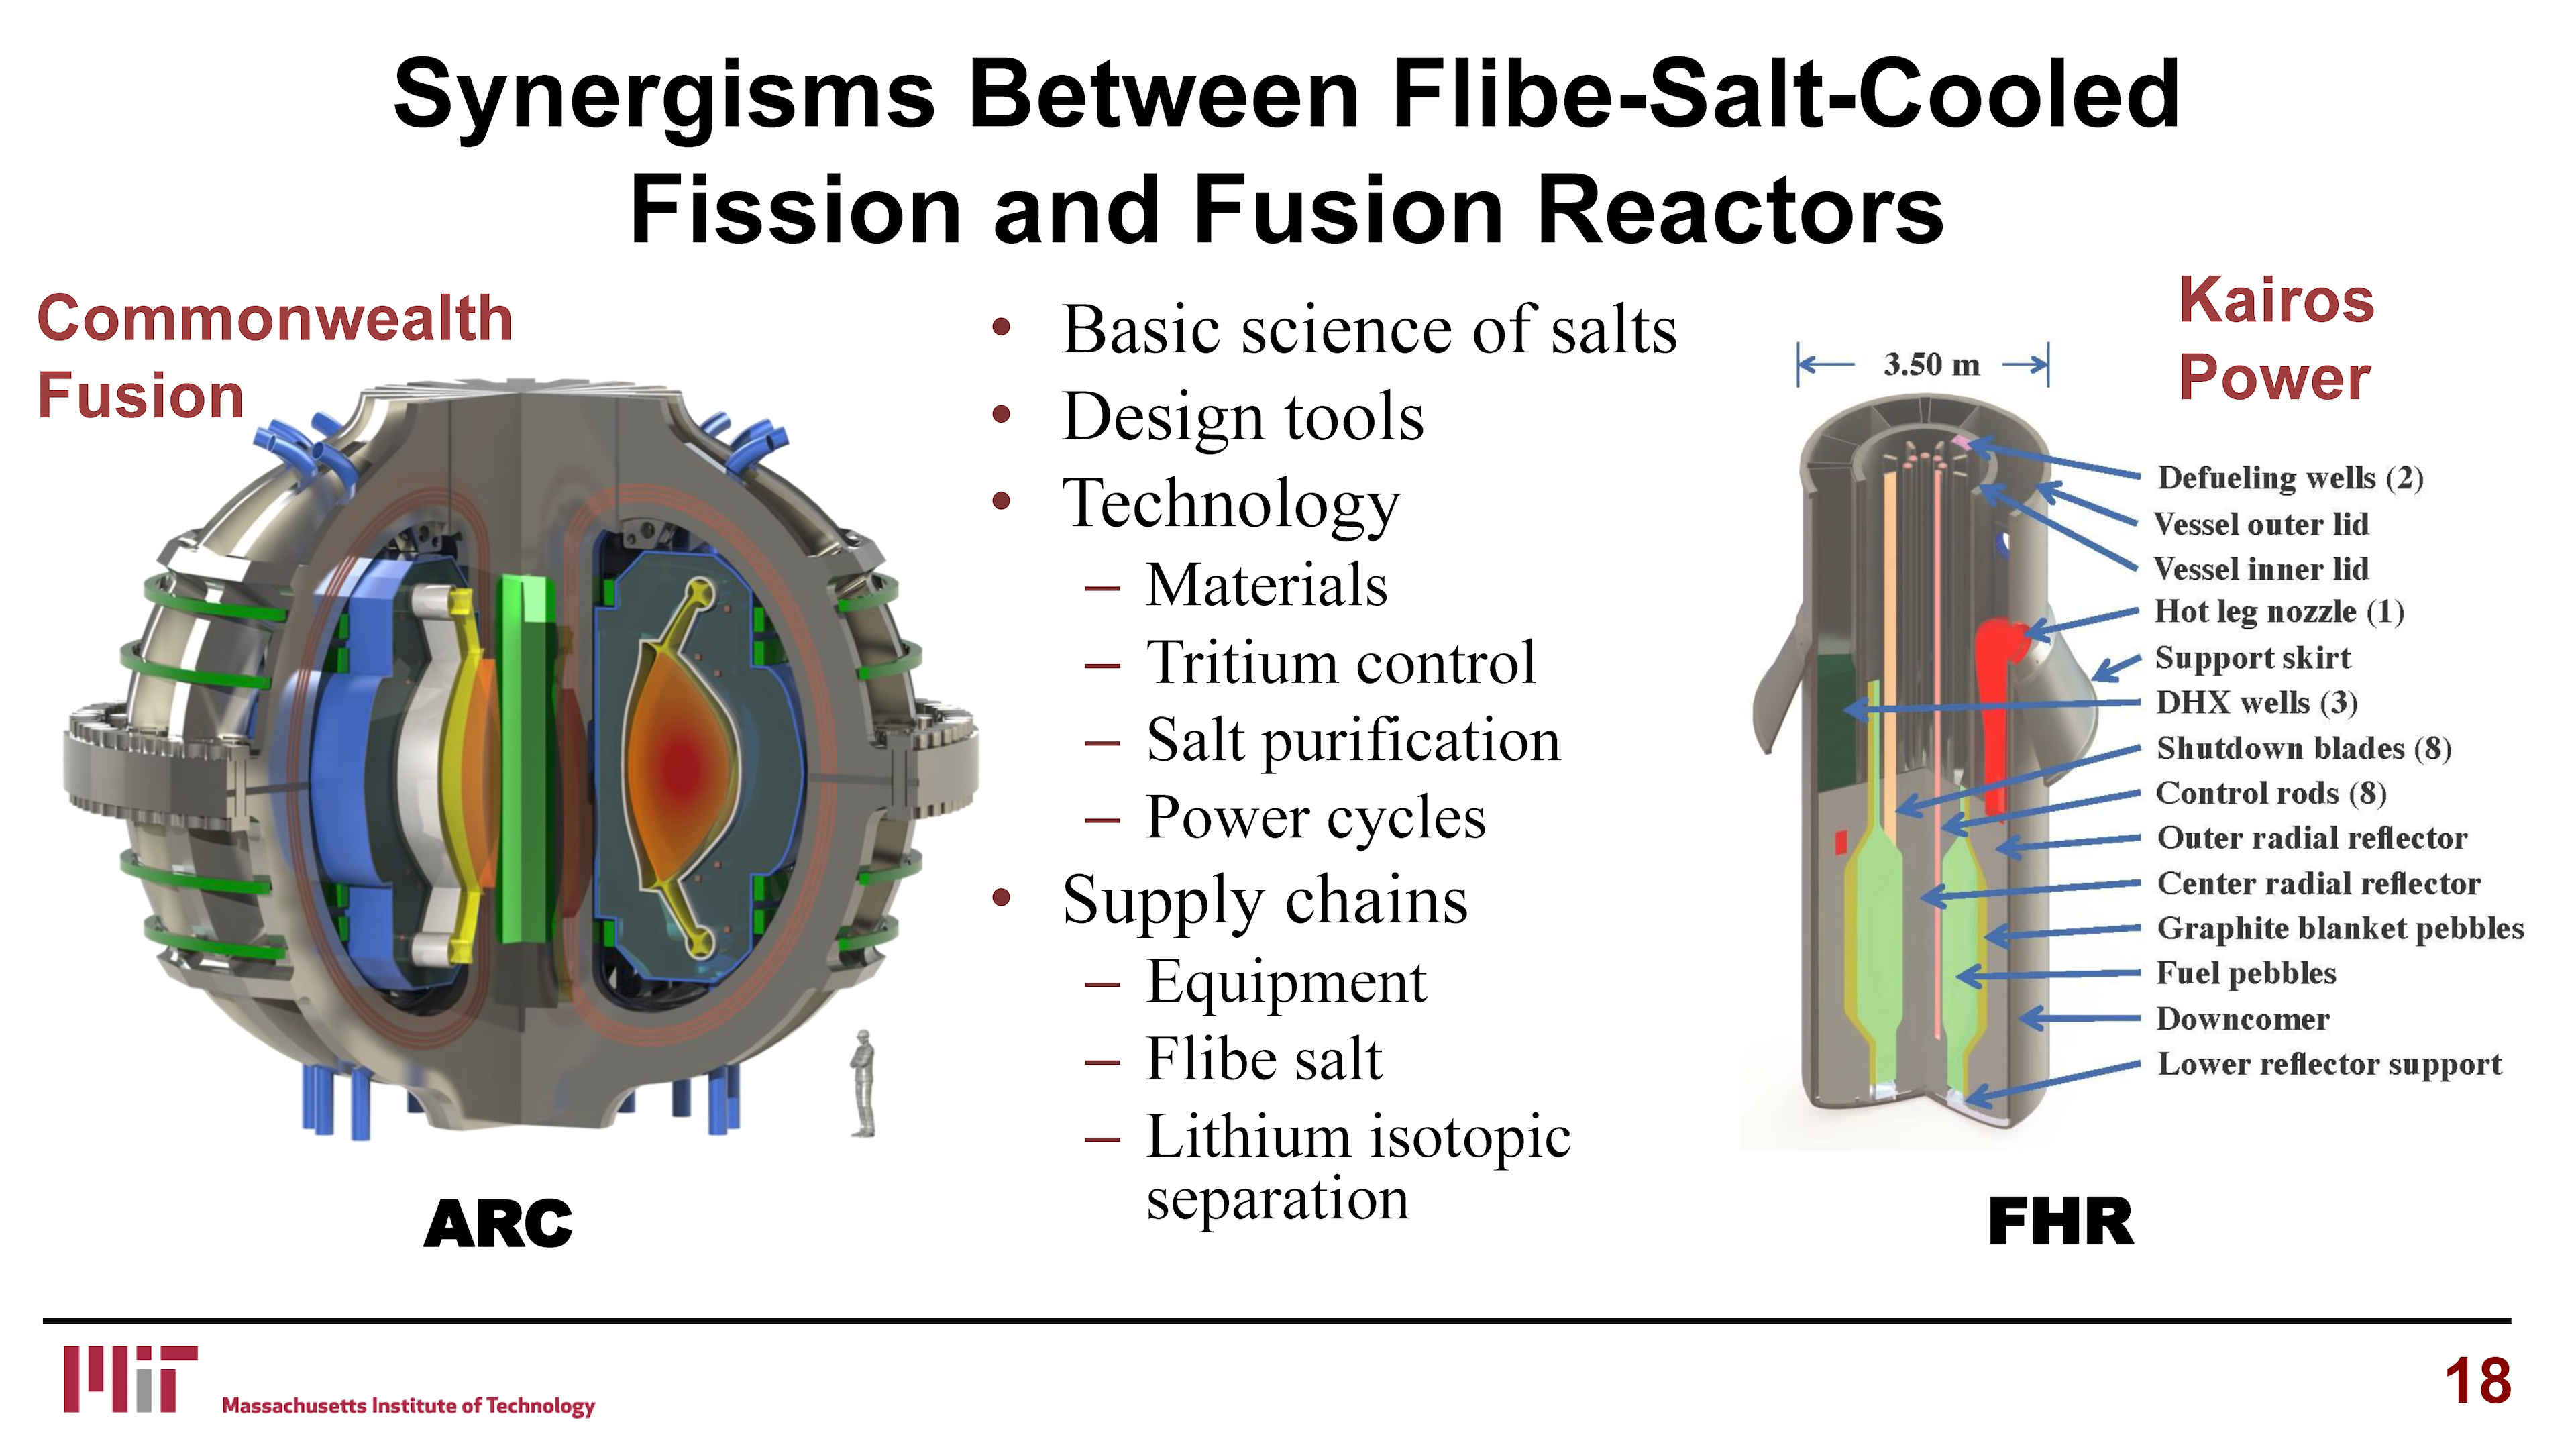 Synergisms Between Flibe-Salt-Cooled
Fission and Fusion Reactors
Commonwealth
Fusion
ARC
• Basic science of salts
• Design tools
• Technology
– Materials
– Tritium control
– Salt purification
– Power cycles
• Supply chains
– Equipment
– Flibe salt
– Lithium isotopic
separation
Kairos
Power
3.50 m
Defueling wells (2)
Vessel outer lid
Vessel inner lid
Hot leg nozzle (1)
Support skirt
DHX wells (3)
Shutdown blades (8)
Control rods (8)
Outer radial reflector
Center radial reflector
Graphite blanket pebbles
Fuel pebbles
Downcomer
Lower reflector support
FHR
MIT
Massachusetts Institute of Technology
18